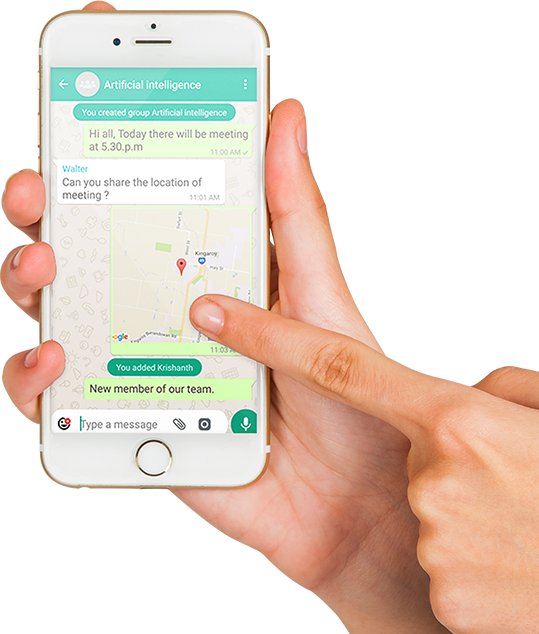 Artificial intelligence
You created group Artificial intelligence
Hi all, Today there will be meeting
at 5.30.p.m
11:00 AM
Walter
Can you share the location of
meeting ?
11:01 AM
Kingaroy
11:03
You added Krishanth
New member of our team.
Type a message